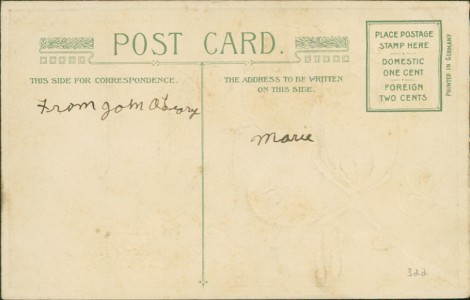 POST CARD.
THIS SIDE FOR CORRESPONDENCE.
THE ADDRESS TO BE WRITTEN
ON THIS SIDE.
PLACE POSTAGE
STAMP HERE
DOMESTIC
ONE CENT
FOREIGN
TWO CENTS
PRINTED IN GERMANY
From John O'Leary
Marie
322